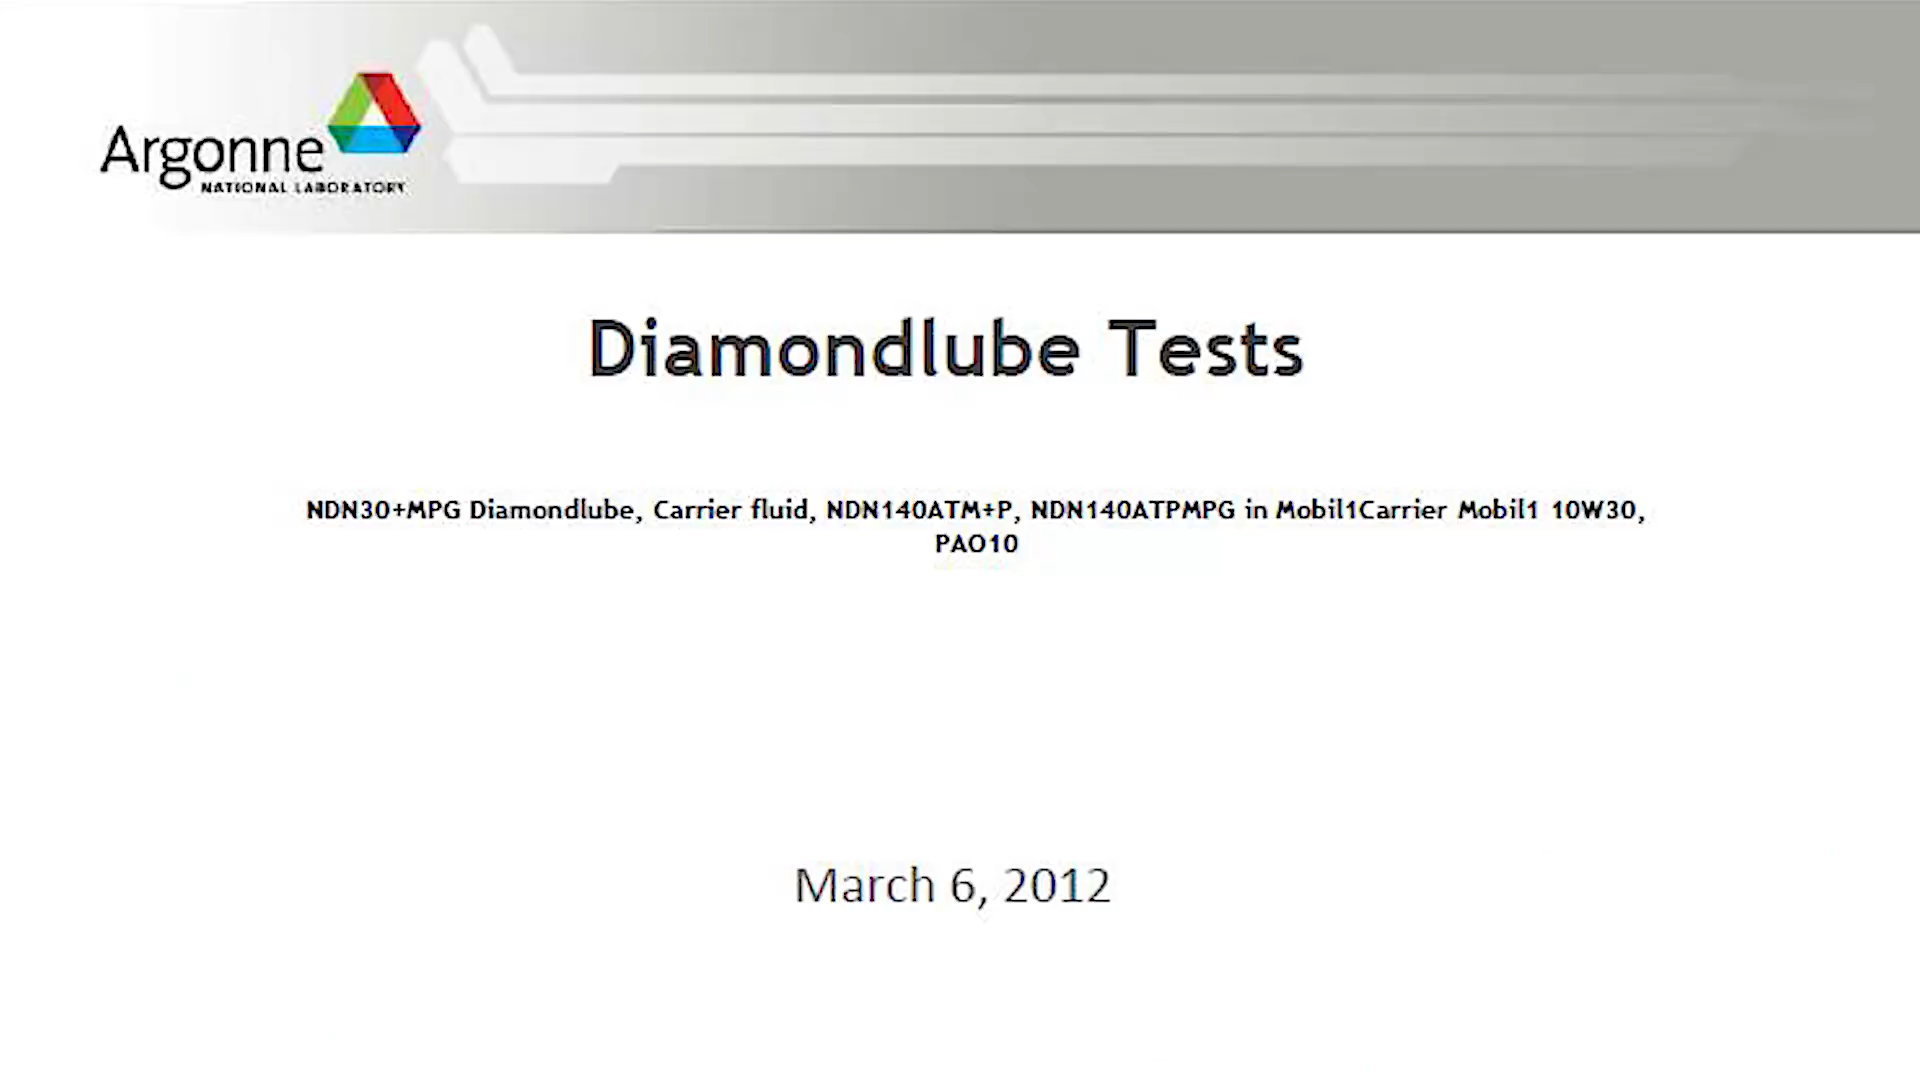 Argonne
NATIONAL LABORATORY
Diamondlube Tests
NDN30+MPG Diamondlube, Carrier fluid, NDN140ATM+P, NDN140ATPMPG in Mobil1Carrier Mobil1 10W30,
PAO10
March 6, 2012